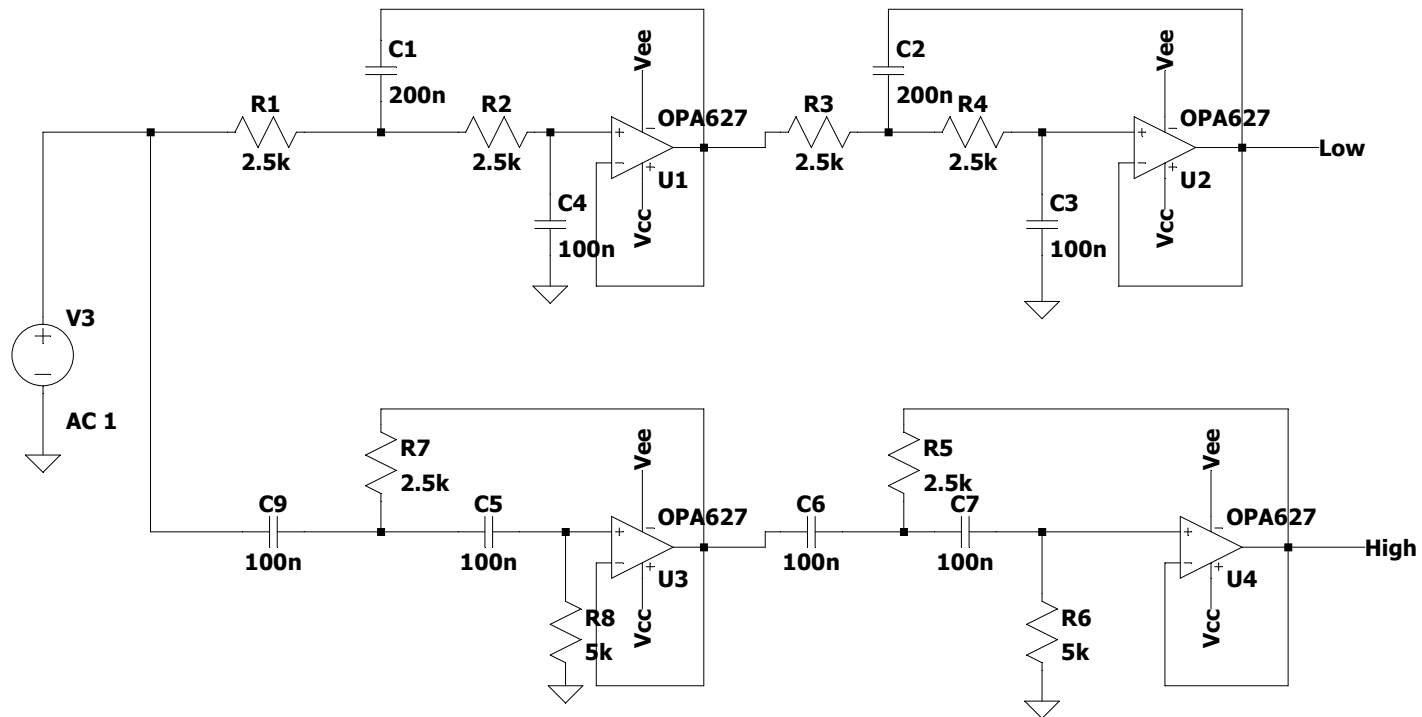 C1
200n
R1
2.5k
R2
2.5k
C4
100n
Vee
OPA627
U1
Vcc
R3
2.5k
C2
200n
R4
2.5k
C3
100n
Vee
OPA627
U2
Vcc
Low
V3
AC 1
R7
2.5k
C9
100n
C5
100n
R8
5k
Vee
OPA627
U3
Vcc
C6
100n
R5
2.5k
C7
100n
R6
5k
Vee
OPA627
U4
Vcc
High